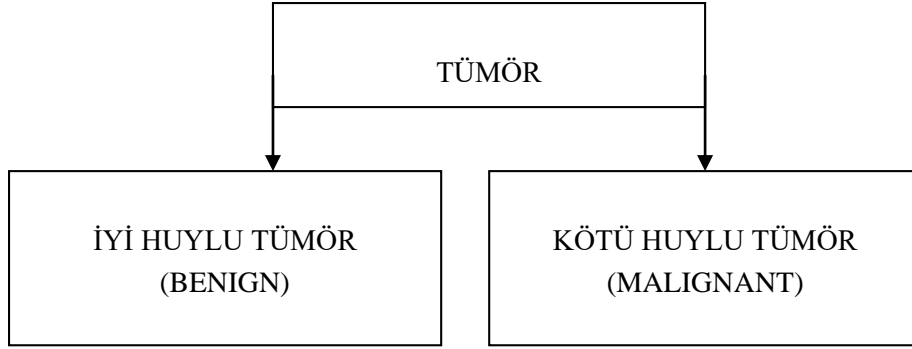 TÜMÖR
İYİ HUYLU TÜMÖR
(BENIGN)
KÖTÜ HUYLU TÜMÖR
(MALIGNANT)